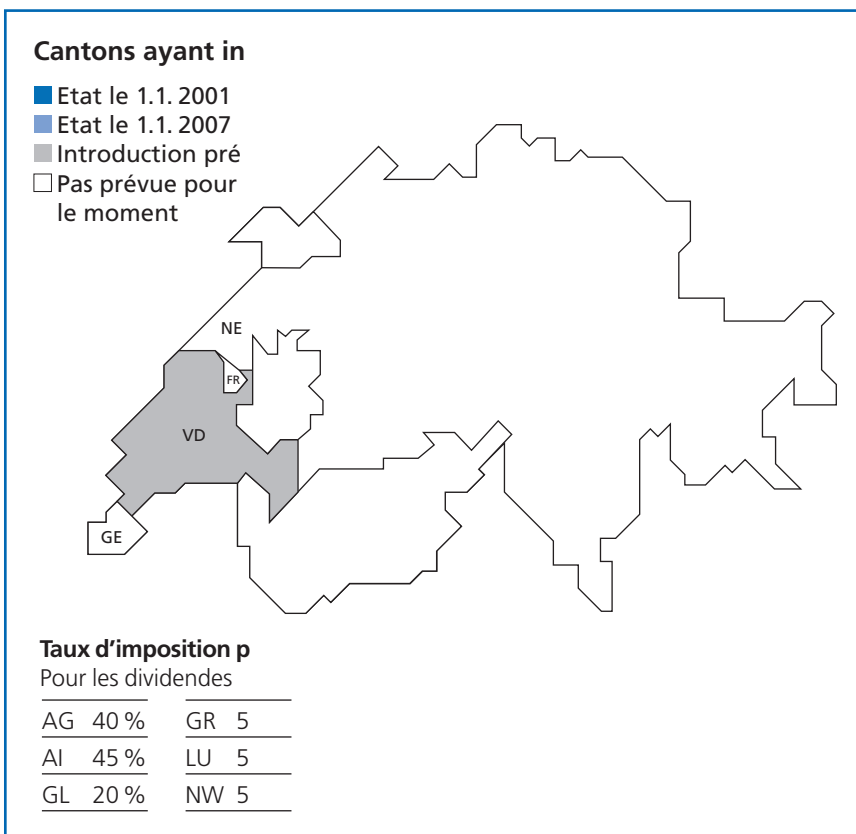 Cantons ayant in
Etat le 1.1. 2001
Etat le 1.1. 2007
Introduction pré
Pas prévue pour
le moment
NE
FR
VD
GE
Taux d’imposition p
Pour les dividendes
AG 40 % GR 5
AI 45 % LU 5
GL 20 % NW 5